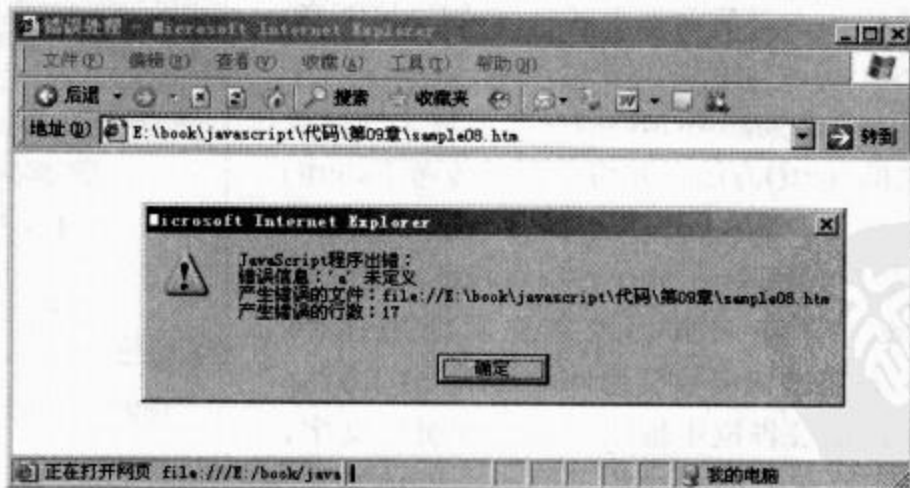 错误处理 - Microsoft Internet Explorer
文件(F) 编辑(E) 查看(V) 收藏(A) 工具(T) 帮助(H)
后退 搜索 收藏夹
地址(D) E:\book\javascript\代码\第09章\sample08.htm 转到
Microsoft Internet Explorer
JavaScript程序出错：
错误信息：'a' 未定义
产生错误的文件：file://E:\book\javascript\代码\第09章\sample08.htm
产生错误的行数：17
确定
正在打开网页 file:///E:/book/java 我的电脑